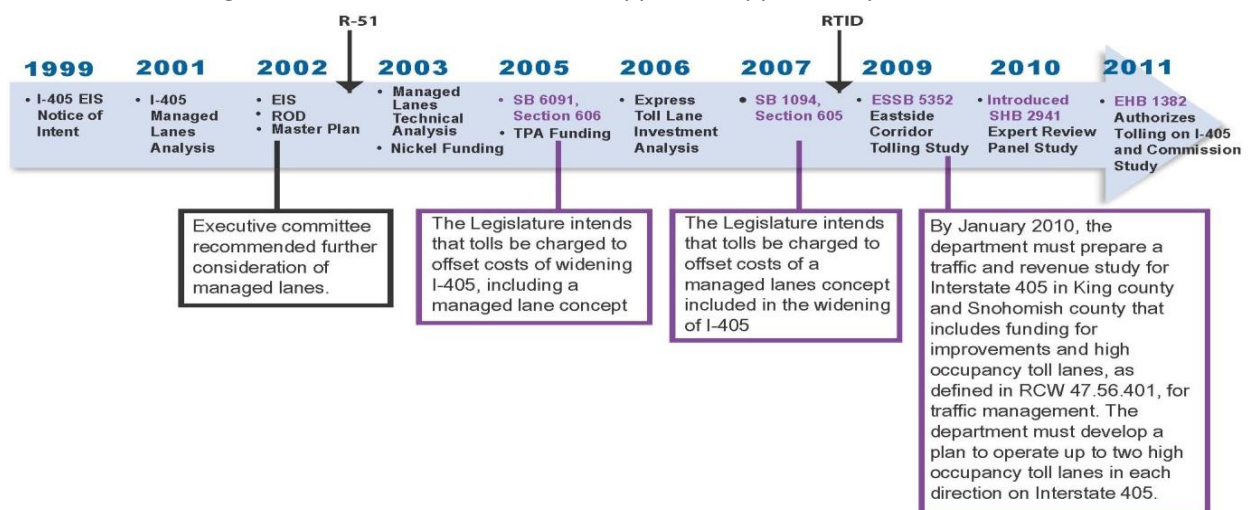 R-51
RTID
1999
• I-405 EIS
Notice of
Intent
2001
• I-405
Managed
Lanes
Analysis
2002
• EIS
• ROD
• Master Plan
2003
• Managed
Lanes
Technical
Analysis
• Nickel Funding
2005
• SB 6091,
Section 606
• TPA Funding
2006
• Express
Toll Lane
Investment
Analysis
2007
• SB 1094,
Section 605
2009
• ESSB 5352
Eastside
Corridor
Tolling Study
2010
• Introduced
SHB 2941
Expert Review
Panel Study
2011
• EHB 1382
Authorizes
Tolling on I-405
and Commission
Study
Executive committee
recommended further
consideration of
managed lanes.
The Legislature intends
that tolls be charged to
offset costs of widening
I-405, including a
managed lane concept
The Legislature intends
that tolls be charged to
offset costs of a
managed lanes concept
included in the widening
of I-405
By January 2010, the
department must prepare a
traffic and revenue study for
Interstate 405 in King county
and Snohomish county that
includes funding for
improvements and high
occupancy toll lanes, as
defined in RCW 47.56.401, for
traffic management. The
department must develop a
plan to operate up to two high
occupancy toll lanes in each
direction on Interstate 405.